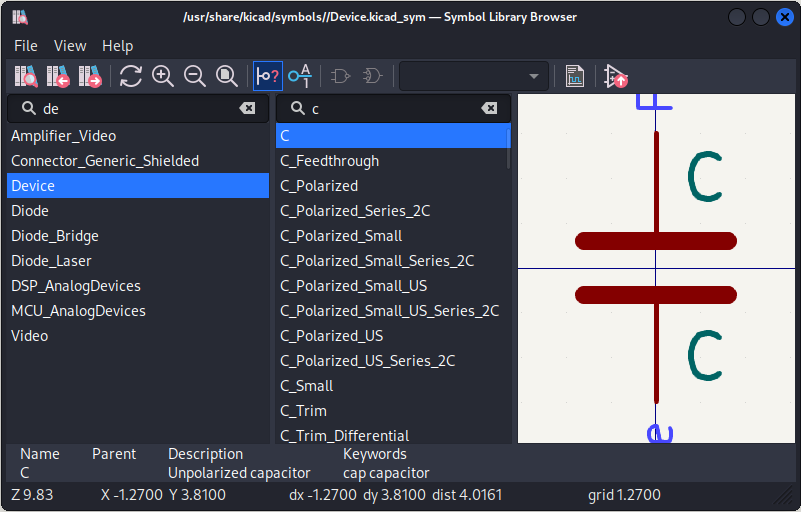 /usr/share/kicad/symbols//Device.kicad_sym — Symbol Library Browser
File View Help
de
c
Amplifier_Video
Connector_Generic_Shielded
Device
Diode
Diode_Bridge
Diode_Laser
DSP_AnalogDevices
MCU_AnalogDevices
Video
C
C_Feedthrough
C_Polarized
C_Polarized_Series_2C
C_Polarized_Small
C_Polarized_Small_Series_2C
C_Polarized_Small_US
C_Polarized_Small_US_Series_2C
C_Polarized_US
C_Polarized_US_Series_2C
C_Small
C_Trim
C_Trim_Differential
C
C
Name Parent Description Keywords
C Unpolarized capacitor cap capacitor
Z 9.83 X -1.2700 Y 3.8100 dx -1.2700 dy 3.8100 dist 4.0161 grid 1.2700